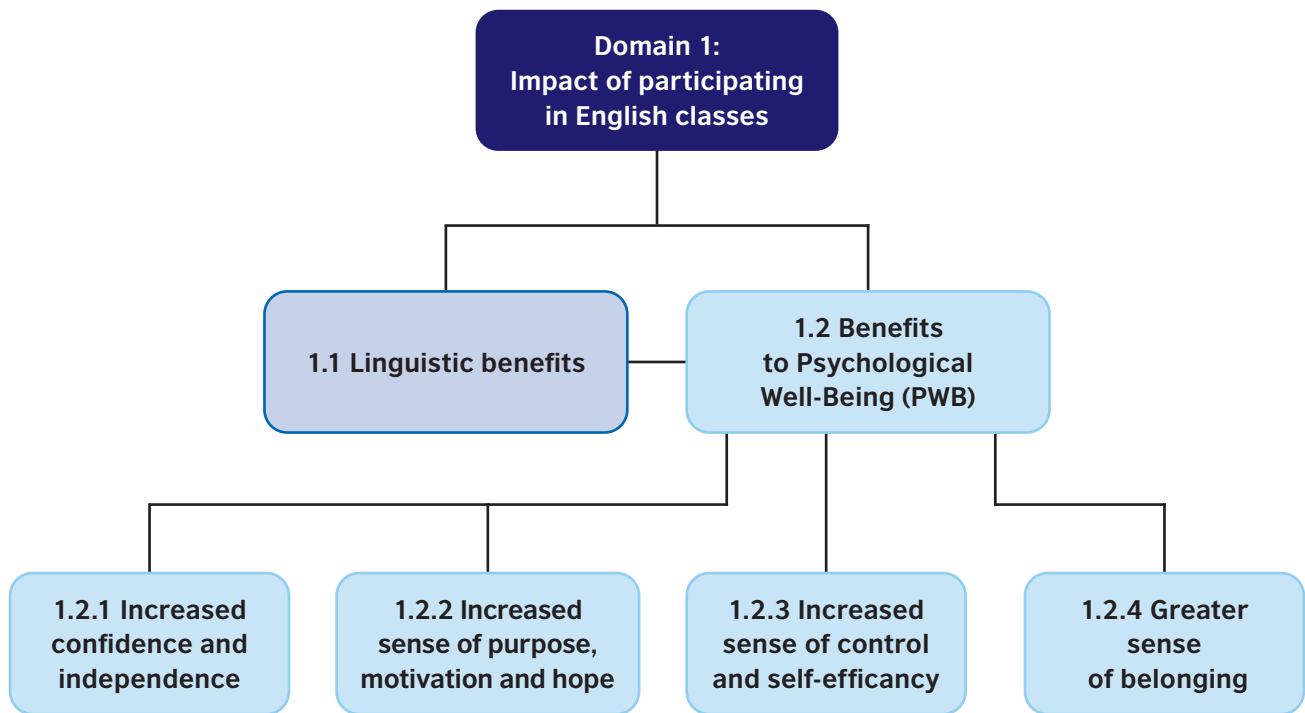 Domain 1:
Impact of participating
in English classes
1.1 Linguistic benefits
1.2 Benefits
to Psychological
Well-Being (PWB)
1.2.1 Increased
confidence and
independence
1.2.2 Increased
sense of purpose,
motivation and hope
1.2.3 Increased
sense of control
and self-efficancy
1.2.4 Greater
sense
of belonging